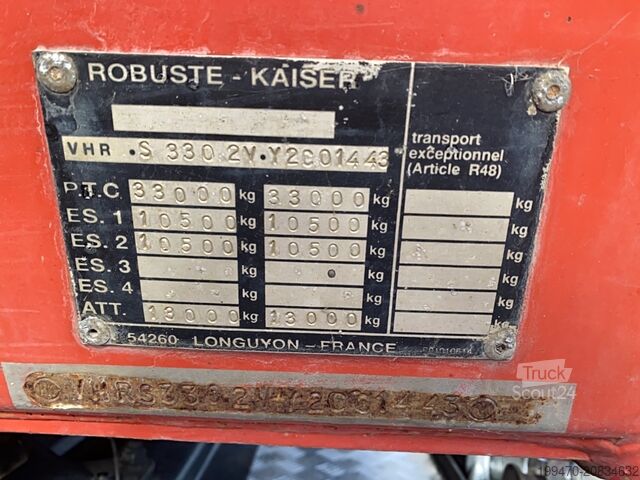 ROBUSTE - KAISER
VHR .S 330.2V.Y2C01443
transport
exceptionnel
(Article R48)
P.T.C 33000 kg 33000 kg kg
ES. 1 10500 kg 10500 kg kg
ES. 2 10500 kg 10500 kg kg
ES. 3 kg kg kg
ES. 4 kg kg kg
ATT. 13000 kg 13000 kg kg
54260 LONGUYON - FRANCE
Truck
Scout24
199470-20834632